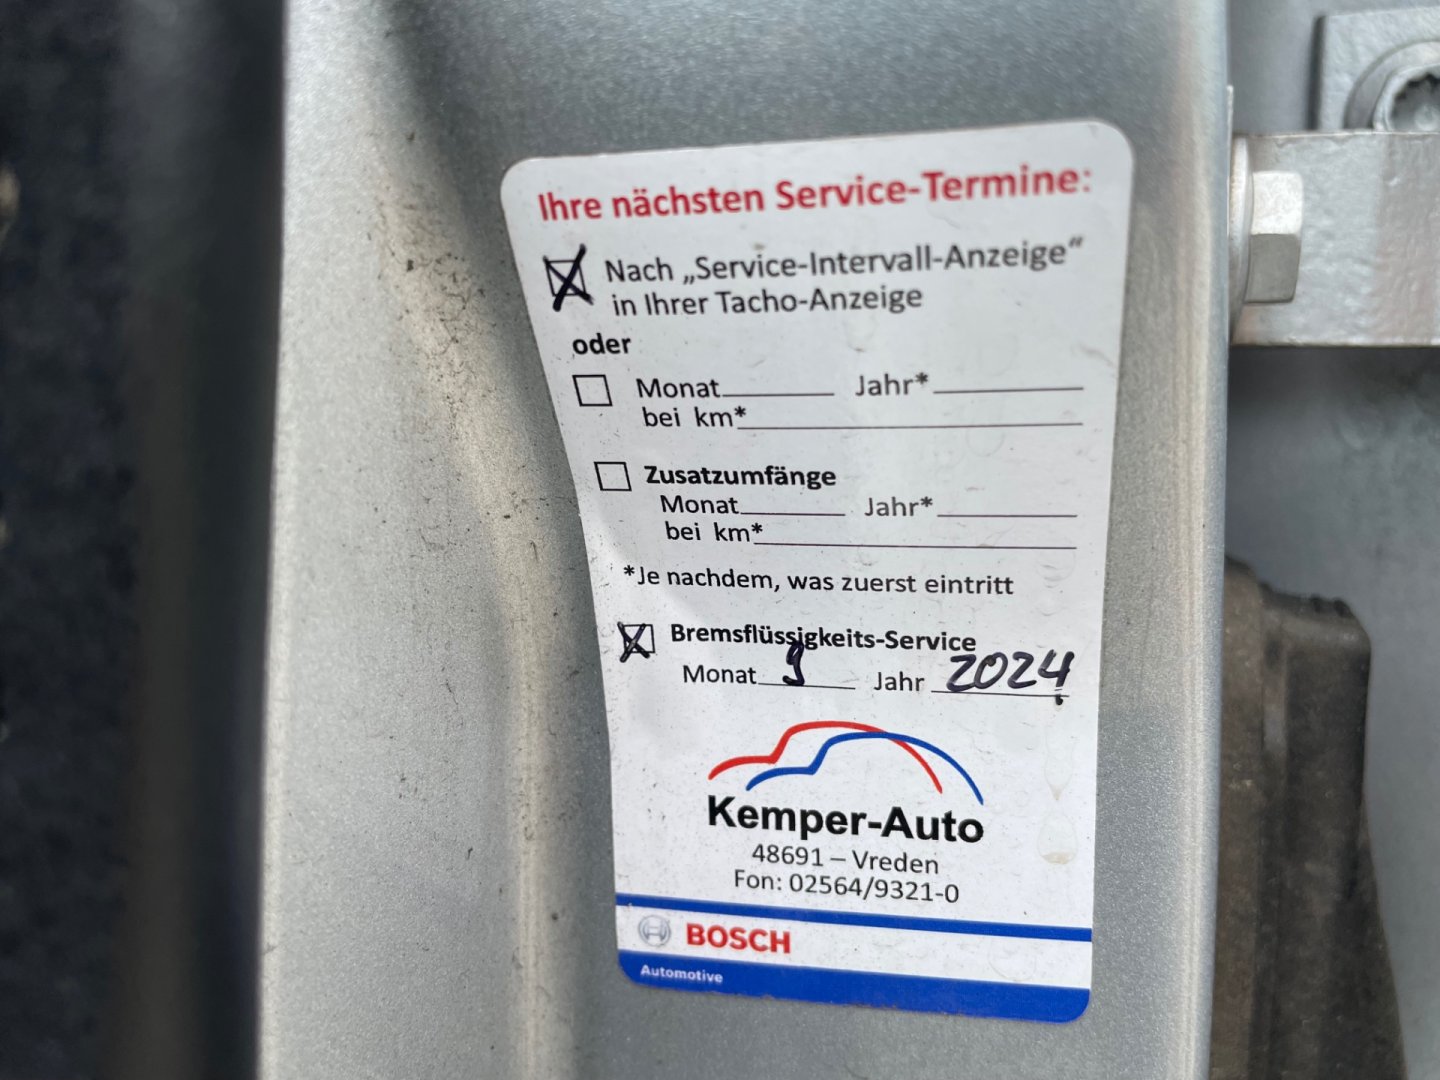 Ihre nächsten Service-Termine:
Nach „Service-Intervall-Anzeige“
in Ihrer Tacho-Anzeige
oder
Monat Jahr*
bei km*
Zusatzumfänge
Monat Jahr*
bei km*
*Je nachdem, was zuerst eintritt
Bremsflüssigkeits-Service
Monat 9 Jahr 2024
Kemper-Auto
48691 – Vreden
Fon: 02564/9321-0
BOSCH
Automotive